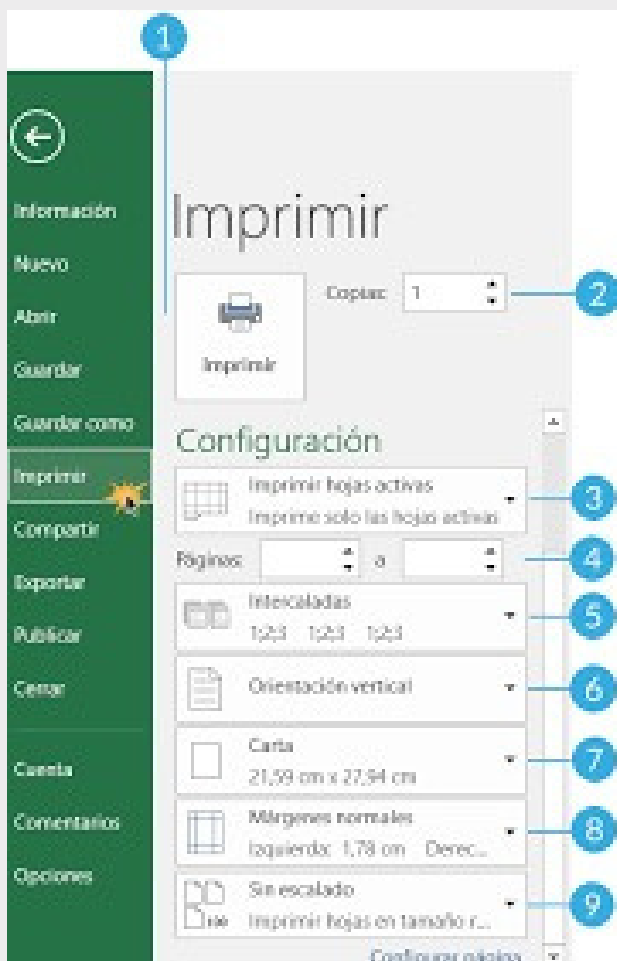 1
Información
Nuevo
Abrir
Guardar
Guardar como
Imprimir
Compartir
Exportar
Publicar
Cerrar
Cuenta
Comentarios
Opciones
Imprimir
Imprimir
Copias: 1
2
Configuración
Imprimir hojas activas
Imprime solo las hojas activas
3
Páginas: a
4
Intercaladas
1;2;3 1;2;3 1;2;3
5
Orientación vertical
6
Carta
21,59 cm x 27,94 cm
7
Márgenes normales
Izquierda: 1,78 cm Derec...
8
Sin escalado
100
Imprimir hojas en tamaño r...
9
Configurar página